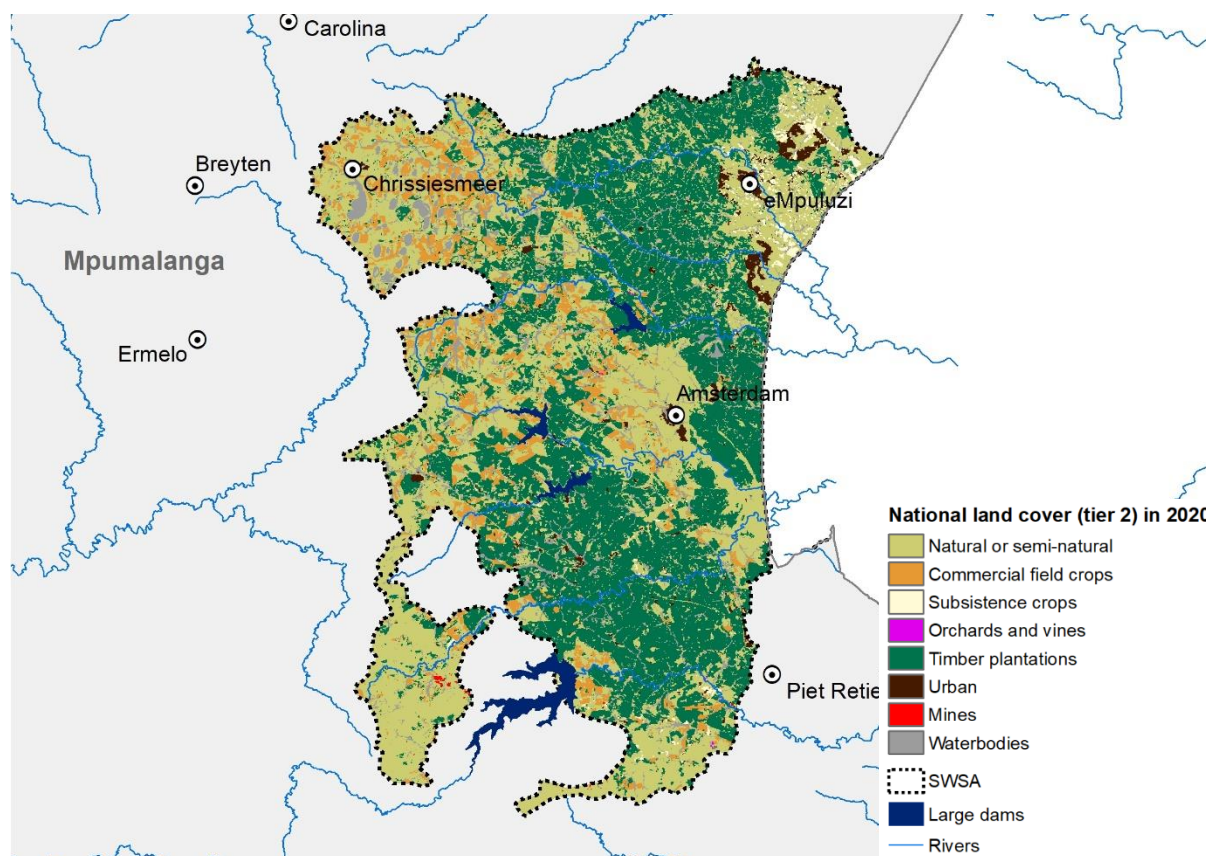 Carolina
Breyten
Chrissiesmeer
eMpuluzi
Mpumalanga
Ermelo
Amsterdam
Piet Retie
National land cover (tier 2) in 2020
Natural or semi-natural
Commercial field crops
Subsistence crops
Orchards and vines
Timber plantations
Urban
Mines
Waterbodies
SWSA
Large dams
Rivers